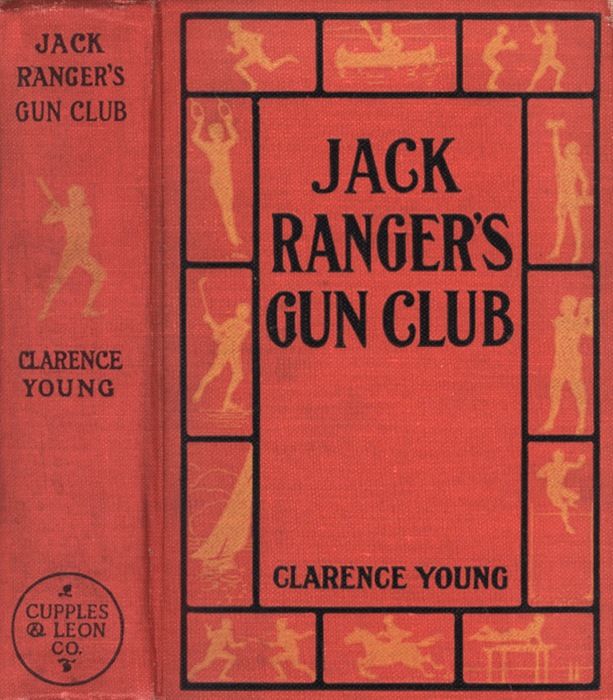 JACK
RANGER'S
GUN CLUB
CLARENCE
YOUNG
CUPPLES
& LEON
CO.
JACK
RANGER'S
GUN CLUB
CLARENCE YOUNG